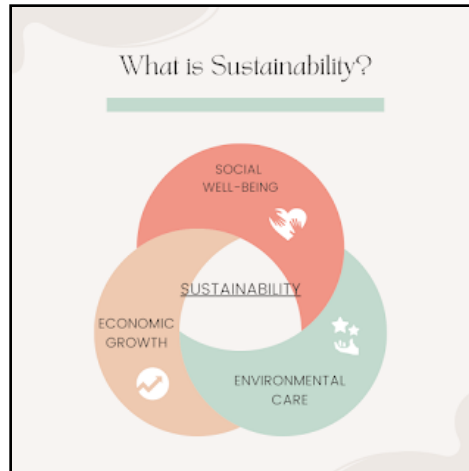 What is Sustainability?
SOCIAL
WELL-BEING
SUSTAINABILITY
ECONOMIC
GROWTH
ENVIRONMENTAL
CARE